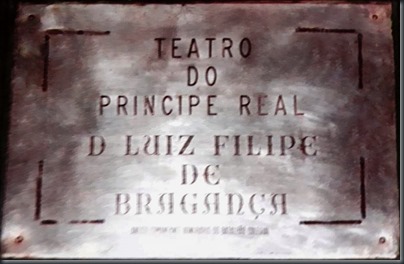 TEATRO
DO
PRINCIPE REAL
D LUIZ FILIPE
DE
BRAGANÇA